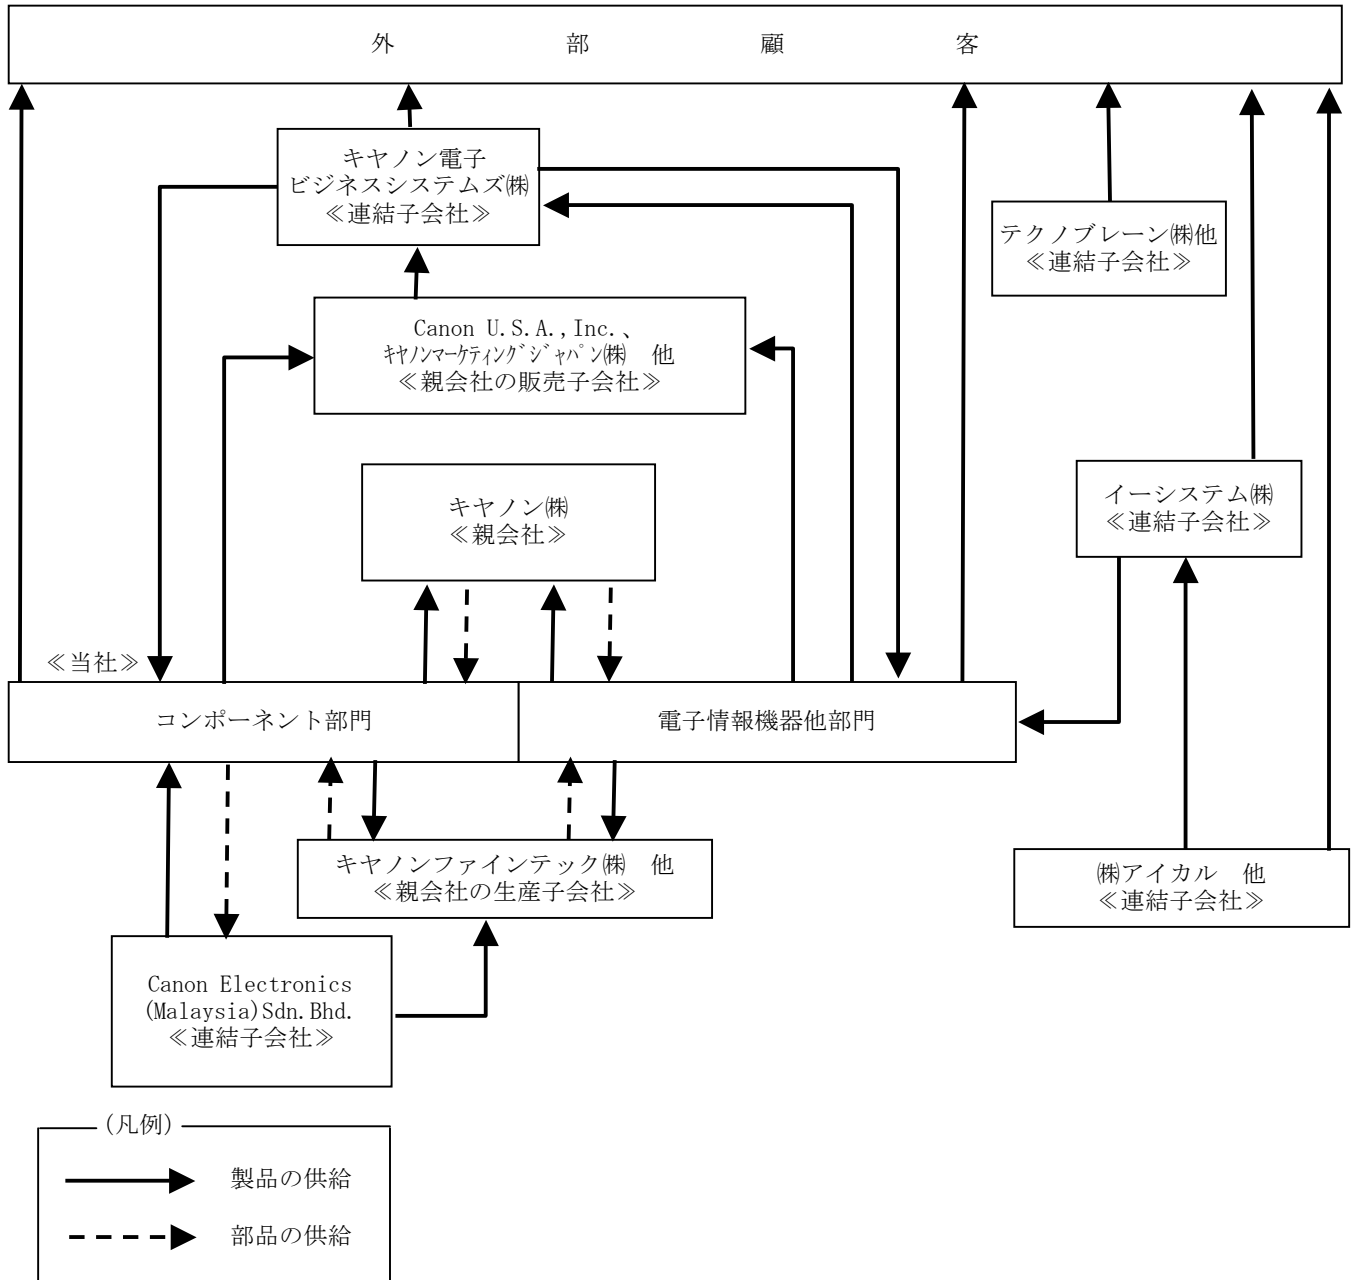 外部顧客
キヤノン電子
ビジネスシステムズ㈱
≪連結子会社≫
テクノブレーン㈱他
≪連結子会社≫
Canon U.S.A.,Inc.、
ｷﾔﾉﾝﾏｰｹﾃｨﾝｸﾞｼﾞｬﾊﾟﾝ㈱　他
≪親会社の販売子会社≫
キヤノン㈱
≪親会社≫
イーシステム㈱
≪連結子会社≫
≪当社≫
コンポーネント部門
電子情報機器他部門
キヤノンファインテック㈱　他
≪親会社の生産子会社≫
㈱アイカル　他
≪連結子会社≫
Canon Electronics
(Malaysia)Sdn.Bhd.
≪連結子会社≫
(凡例)
製品の供給
部品の供給